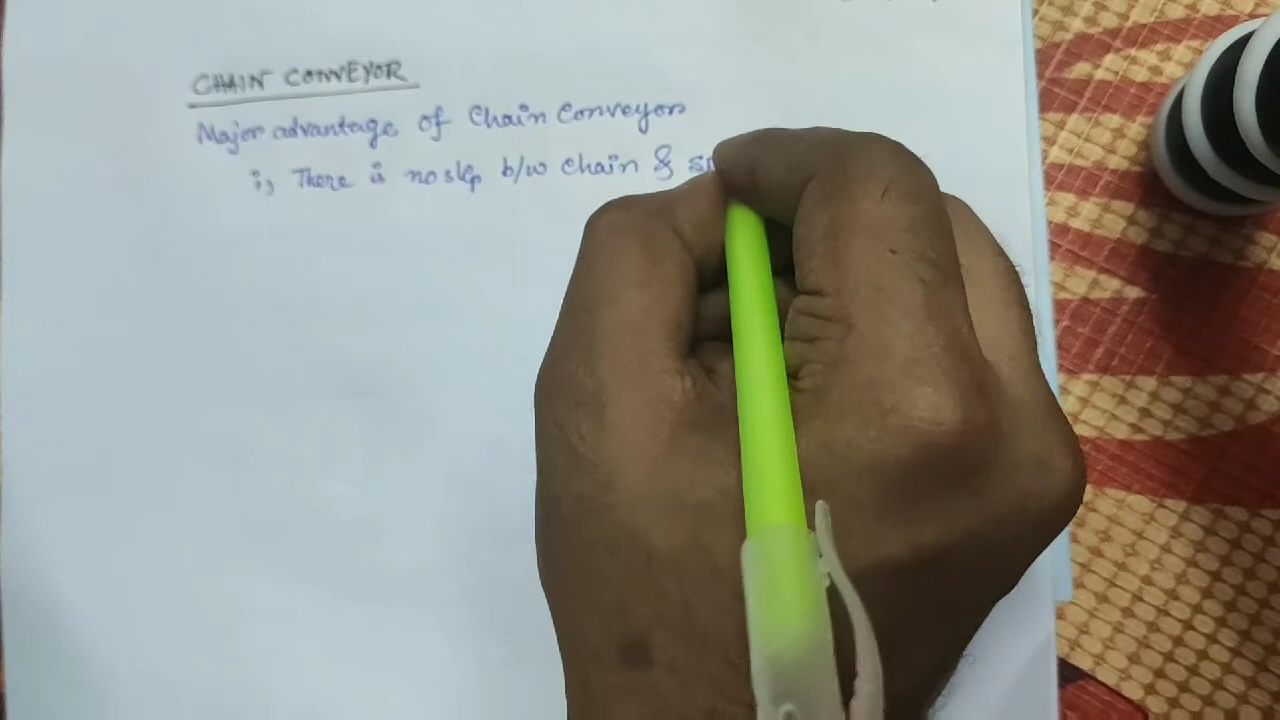 CHAIN CONVEYOR
Major advantage of Chain Conveyor
i, There is no slip b/w chain &